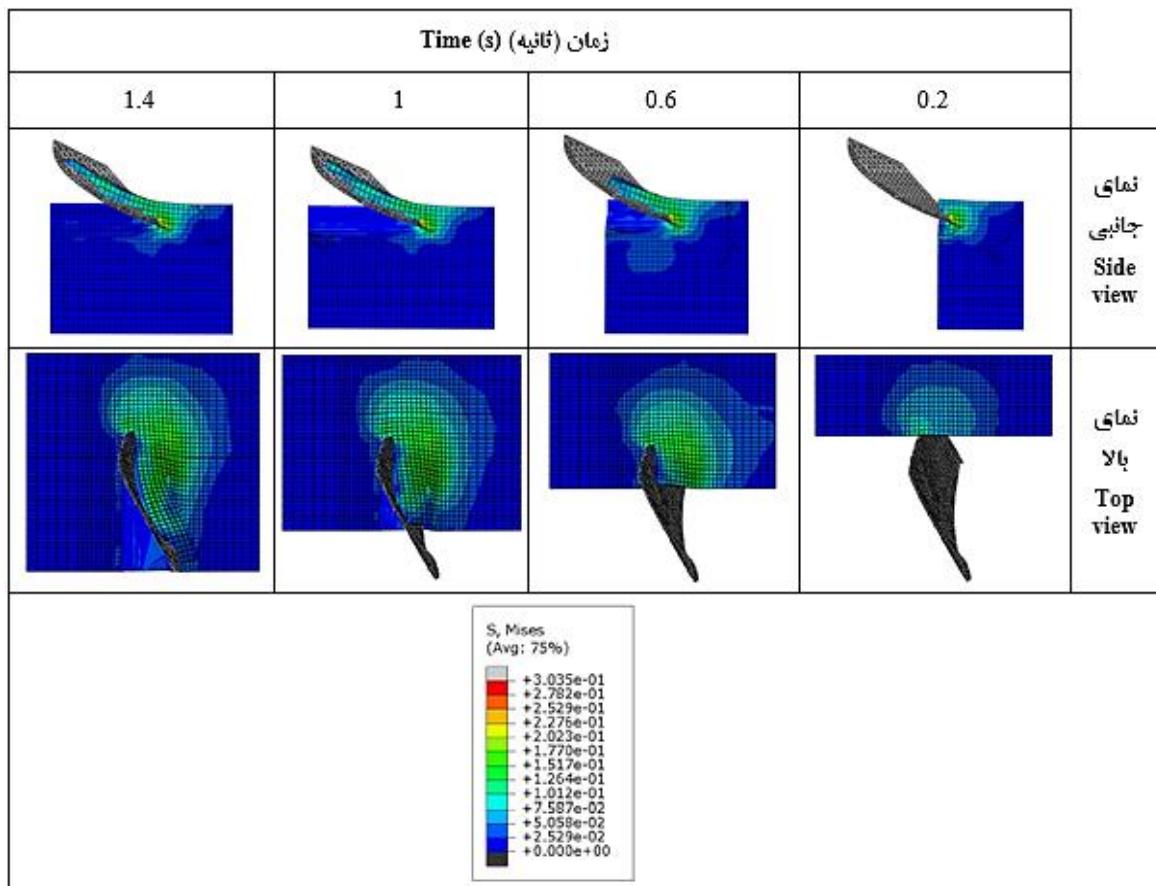 زمان (ثانیه) Time (s)
1.4 1 0.6 0.2
نمای
جانبی
Side
view
نمای
بالا
Top
view
S, Mises
(Avg: 75%)
+3.035e-01
+2.782e-01
+2.529e-01
+2.276e-01
+2.023e-01
+1.770e-01
+1.517e-01
+1.264e-01
+1.012e-01
+7.587e-02
+5.058e-02
+2.529e-02
+0.000e+00